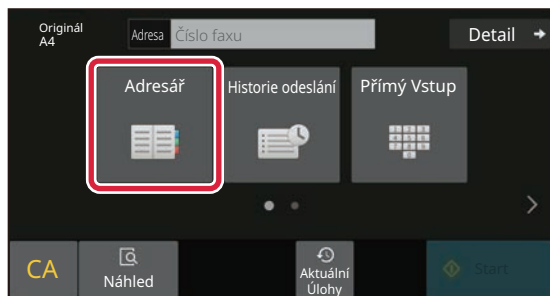 Originál
A4
Adresa Číslo faxu
Detail
Adresář
Historie odeslání
Přímý Vstup
CA
Náhled
Aktuální
Úlohy
Start